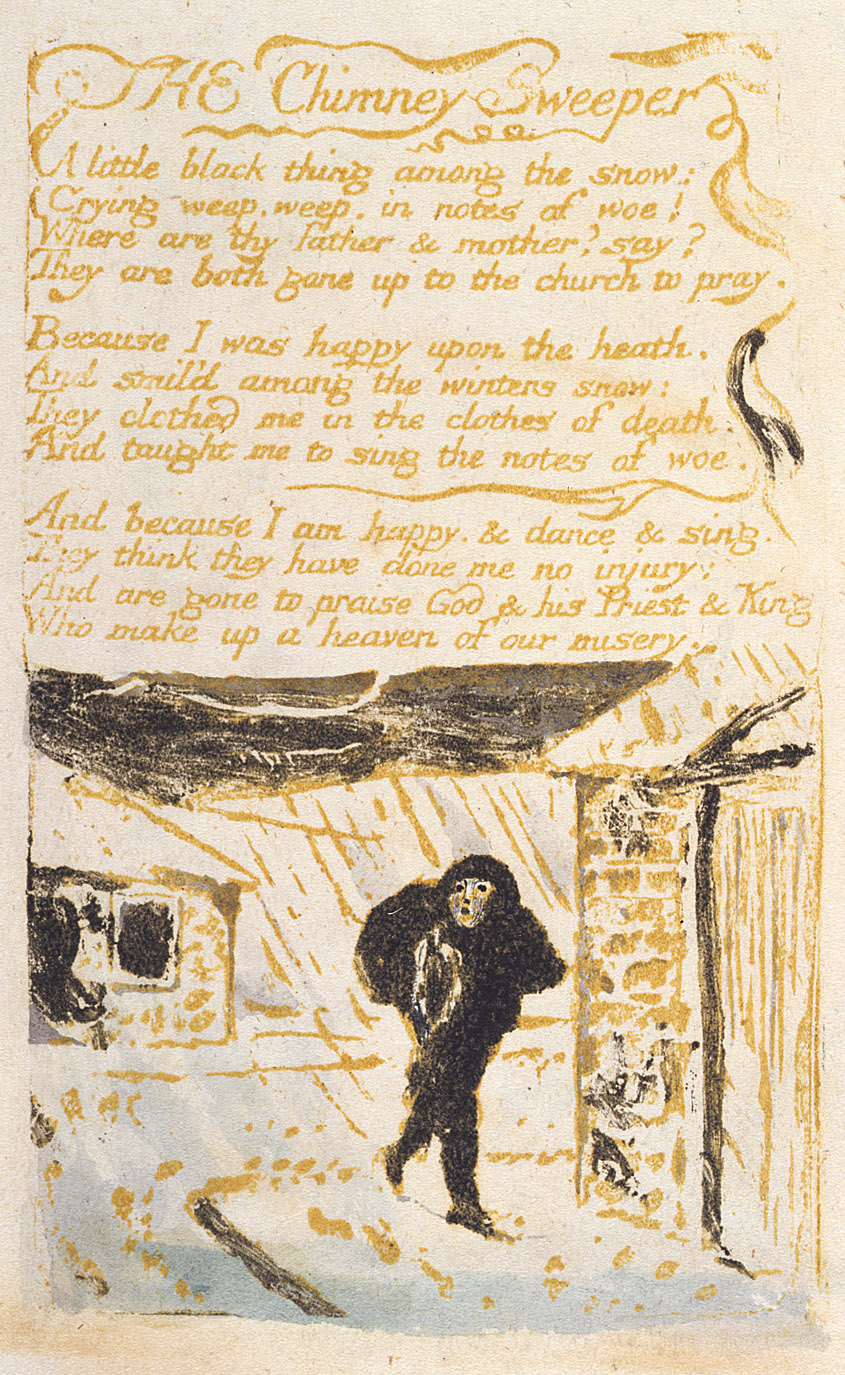 THE Chimney Sweeper
A little black thing among the snow:
Crying weep, weep, in notes of woe!
Where are thy father & mother? say?
They are both gone up to the church to pray.
Because I was happy upon the heath,
And smil'd among the winters snow:
They clothed me in the clothes of death,
And taught me to sing the notes of woe.
And because I am happy, & dance & sing,
They think they have done me no injury:
And are gone to praise God & his Priest & King
Who make up a heaven of our misery.